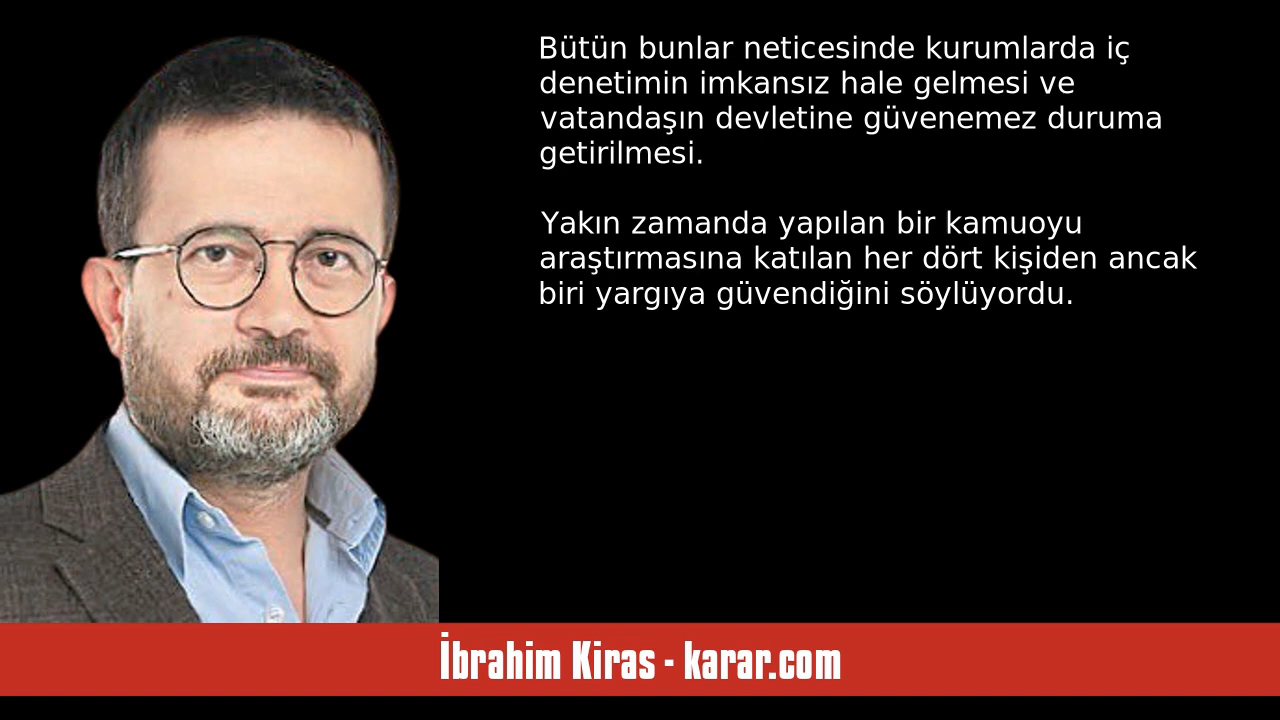 Bütün bunlar neticesinde kurumlarda iç
denetimin imkansız hale gelmesi ve
vatandaşın devletine güvenemez duruma
getirilmesi.
Yakın zamanda yapılan bir kamuoyu
araştırmasına katılan her dört kişiden ancak
biri yargıya güvendiğini söylüyordu.
İbrahim Kiras - karar.com